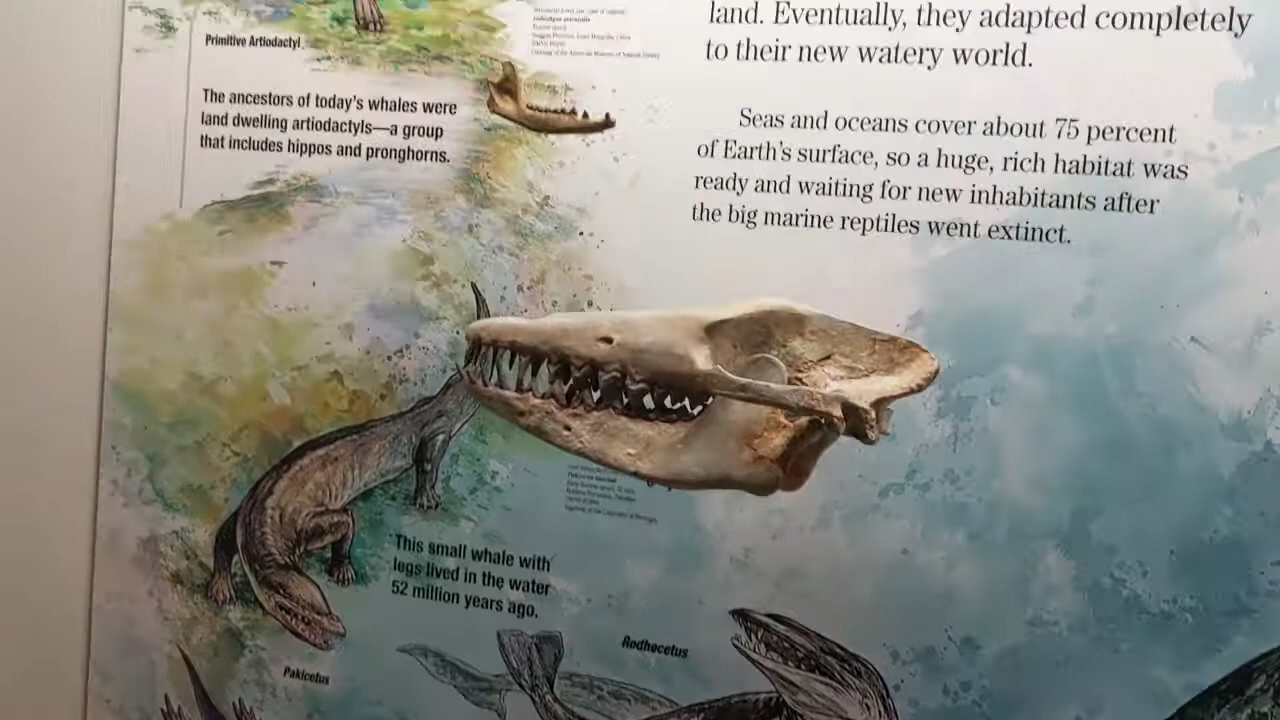 land. Eventually, they adapted completely
to their new watery world.
Seas and oceans cover about 75 percent
of Earth's surface, so a huge, rich habitat was
ready and waiting for new inhabitants after
the big marine reptiles went extinct.
Primitive Artiodactyl
The ancestors of today's whales were
land dwelling artiodactyls—a group
that includes hippos and pronghorns.
This small whale with
legs lived in the water
52 million years ago.
Pakicetus
Rodhocetus